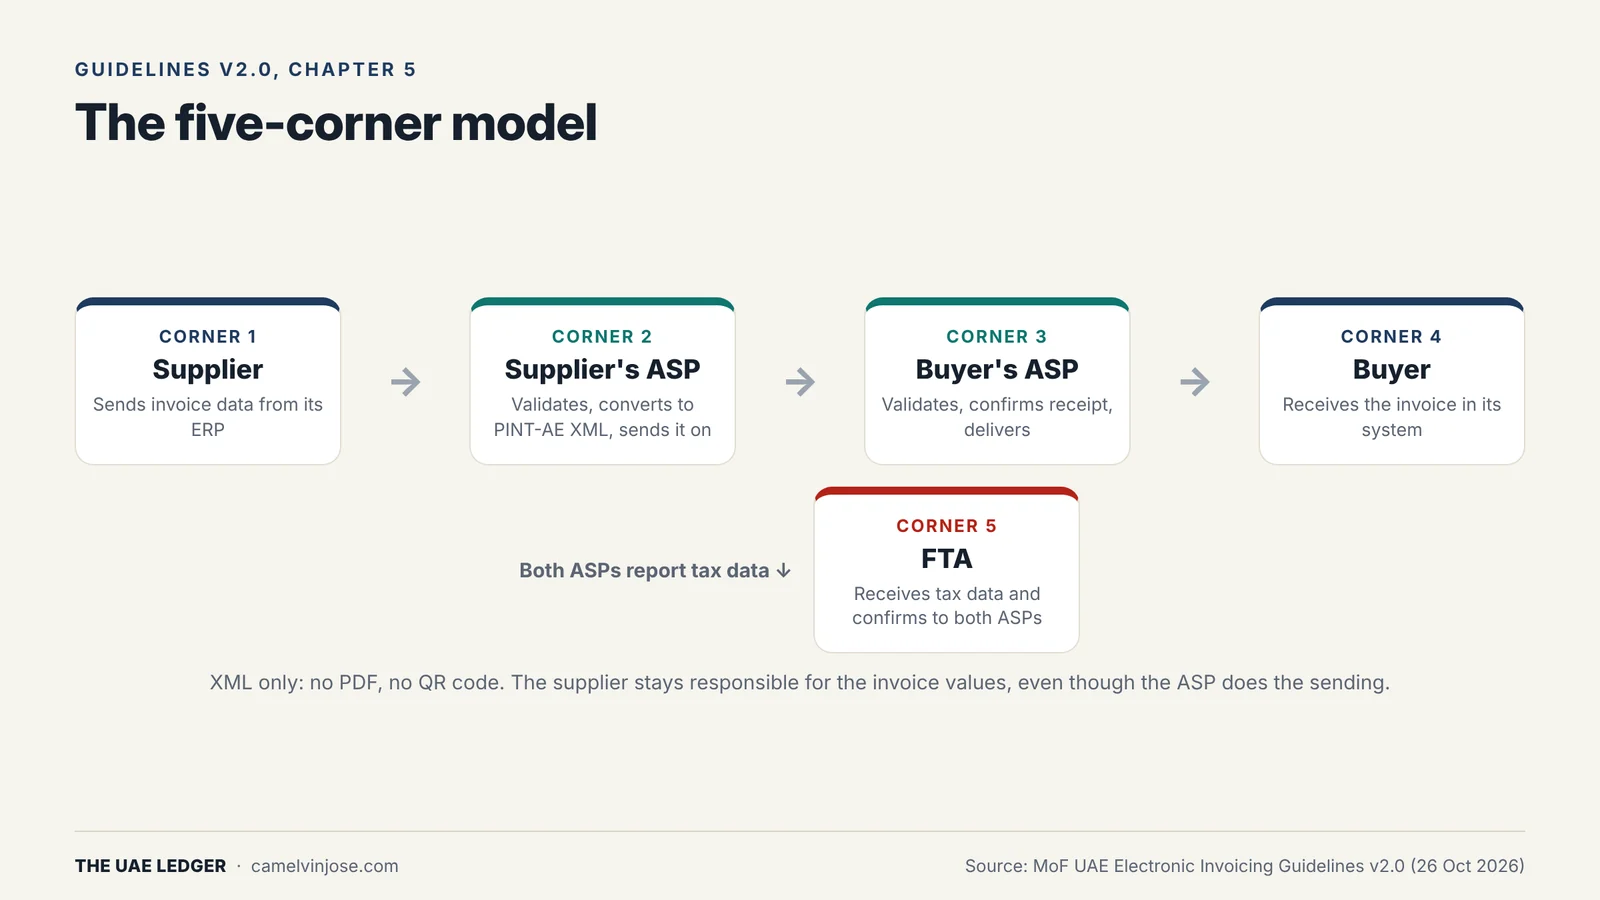 GUIDELINES V2.0, CHAPTER 5
The five-corner model
CORNER 1
Supplier
Sends invoice data from its
ERP
→
CORNER 2
Supplier's ASP
Validates, converts to
PINT-AE XML, sends it on
→
CORNER 3
Buyer's ASP
Validates, confirms receipt,
delivers
→
CORNER 4
Buyer
Receives the invoice in its
system
Both ASPs report tax data ↓
CORNER 5
FTA
Receives tax data and
confirms to both ASPs
XML only: no PDF, no QR code. The supplier stays responsible for the invoice values, even though the ASP does the sending.
THE UAE LEDGER · camelvinjose.com
Source: MoF UAE Electronic Invoicing Guidelines v2.0 (26 Oct 2026)